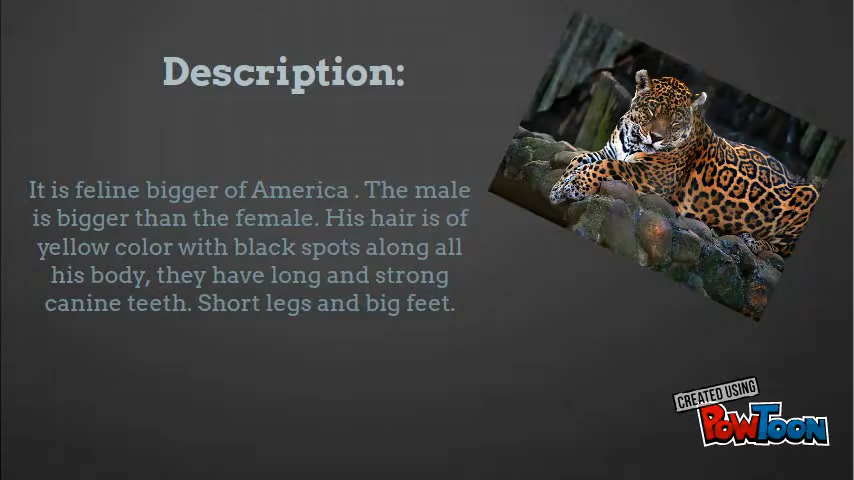 Description:
It is feline bigger of America . The male
is bigger than the female. His hair is of
yellow color with black spots along all
his body, they have long and strong
canine teeth. Short legs and big feet.
CREATED USING
POWTOON